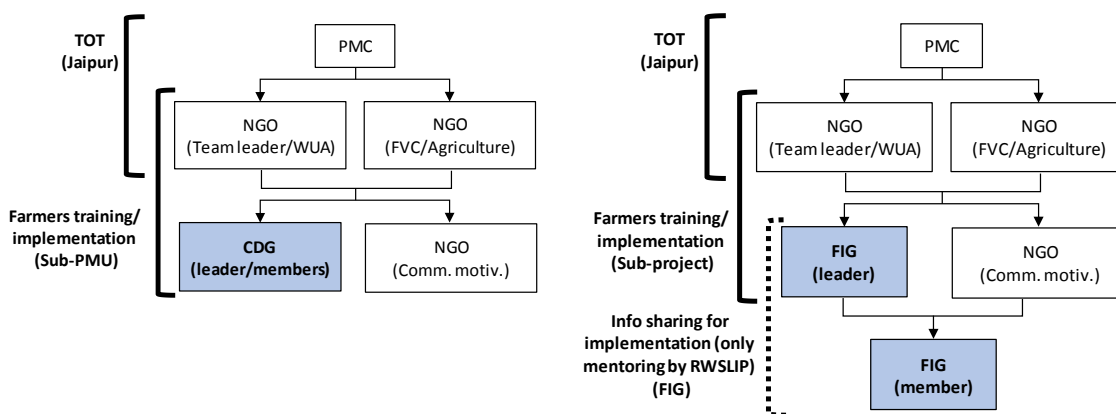 TOT
(Jaipur)
PMC
NGO
(Team leader/WUA)
NGO
(FVC/Agriculture)
Farmers training/
implementation
(Sub-PMU)
CDG
(leader/members)
NGO
(Comm. motiv.)
TOT
(Jaipur)
PMC
NGO
(Team leader/WUA)
NGO
(FVC/Agriculture)
Farmers training/
implementation
(Sub-project)
FIG
(leader)
NGO
(Comm. motiv.)
Info sharing for
implementation (only
mentoring by RWSLIP)
(FIG)
FIG
(member)